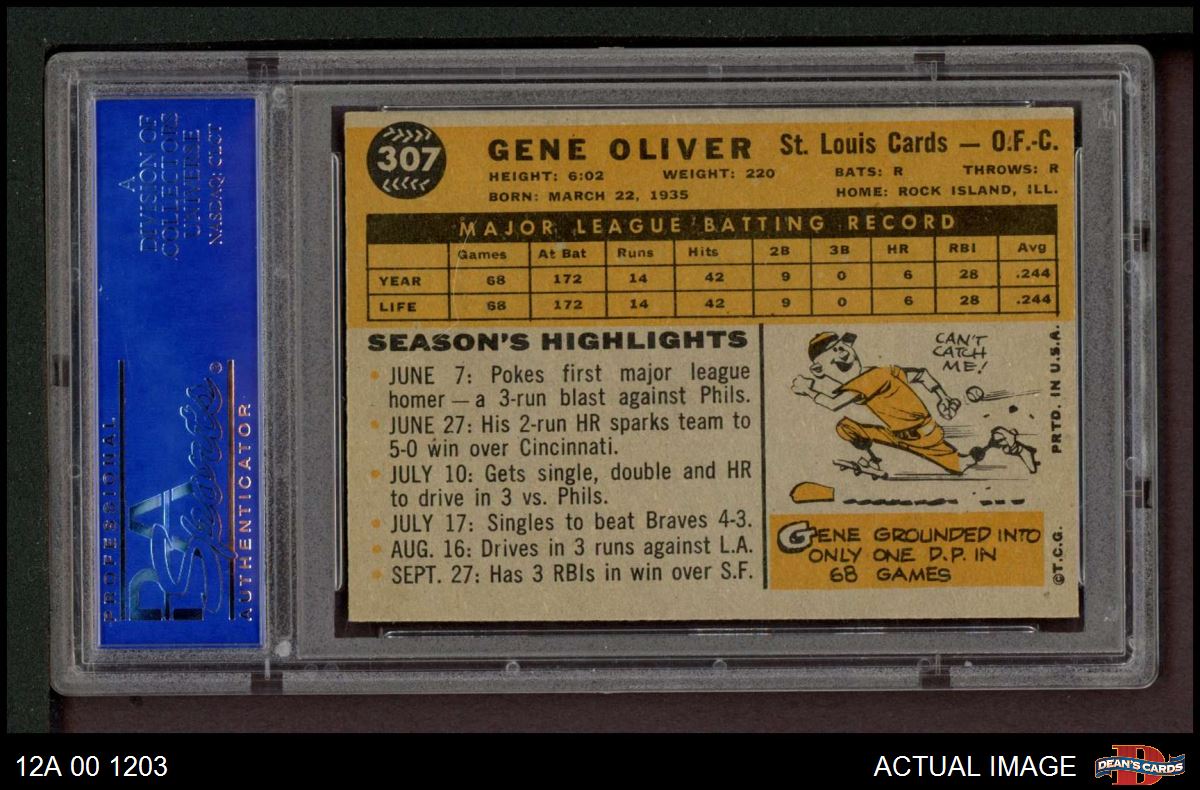 A
DIVISION OF
COLLECTORS
UNIVERSE
NASDAQ: CLCT
PROFESSIONAL
PSA
Sports
AUTHENTICATOR
307
GENE OLIVER St. Louis Cards — O.F.-C.
HEIGHT: 6:02 WEIGHT: 220 BATS: R THROWS: R
BORN: MARCH 22, 1935 HOME: ROCK ISLAND, ILL.
MAJOR LEAGUE BATTING RECORD
Games At Bat Runs Hits 2B 3B HR RBI Avg
YEAR 68 172 14 42 9 0 6 28 .244
LIFE 68 172 14 42 9 0 6 28 .244
SEASON'S HIGHLIGHTS
• JUNE 7: Pokes first major league
homer — a 3-run blast against Phils.
• JUNE 27: His 2-run HR sparks team to
5-0 win over Cincinnati.
• JULY 10: Gets single, double and HR
to drive in 3 vs. Phils.
• JULY 17: Singles to beat Braves 4-3.
• AUG. 16: Drives in 3 runs against L.A.
• SEPT. 27: Has 3 RBIs in win over S.F.
CAN'T
CATCH
ME!
GENE GROUNDED INTO
ONLY ONE D.P. IN
68 GAMES
©T.C.G. PRTD. IN U.S.A.
12A 00 1203
ACTUAL IMAGE
D
DEAN'S CARDS